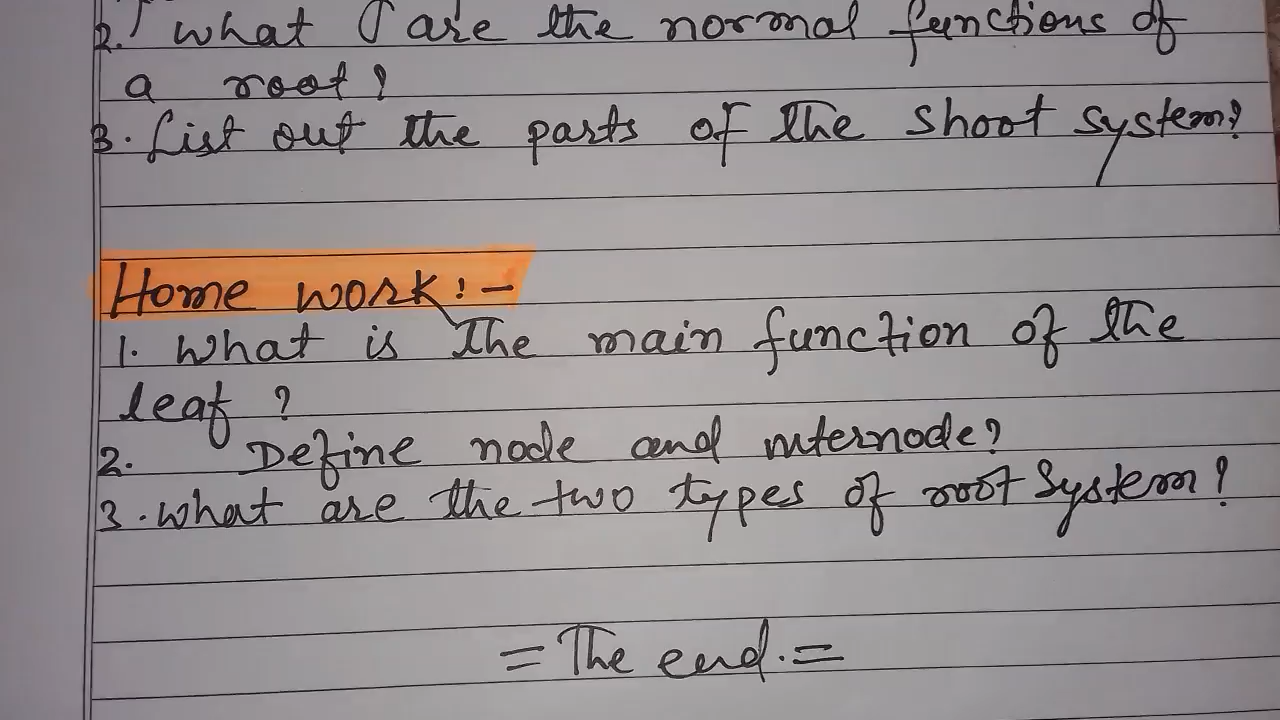 2. what are the normal functions of
a root?
3. List out the parts of the shoot system?
Home work:-
1. What is the main function of the
leaf ?
2. Define node and internode?
3. what are the two types of root System?
= The end. =